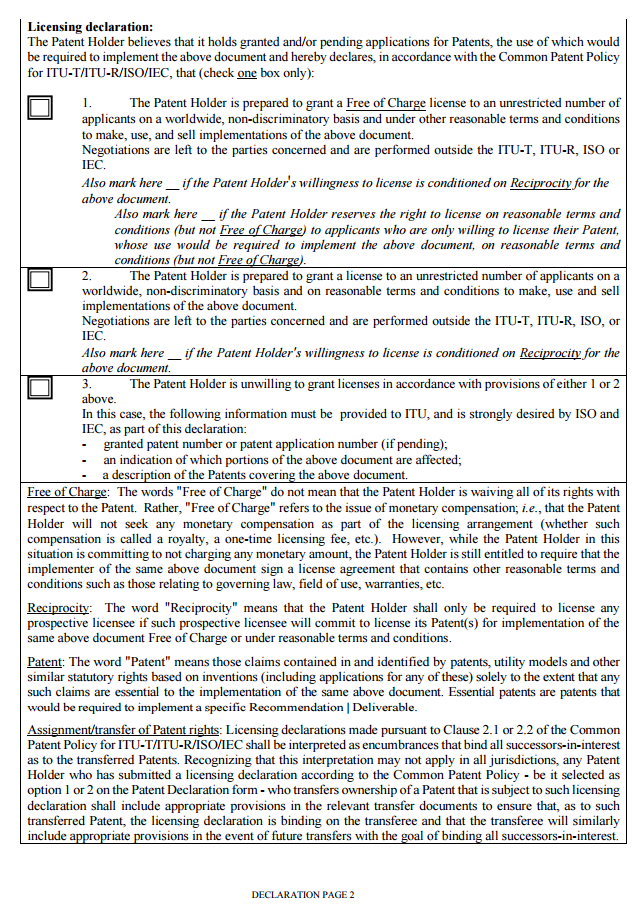 Licensing declaration:
The Patent Holder believes that it holds granted and/or pending applications for Patents, the use of which would
be required to implement the above document and hereby declares, in accordance with the Common Patent Policy
for ITU-T/ITU-R/ISO/IEC, that (check one box only):
1. The Patent Holder is prepared to grant a Free of Charge license to an unrestricted number of
applicants on a worldwide, non-discriminatory basis and under other reasonable terms and conditions
to make, use, and sell implementations of the above document.
Negotiations are left to the parties concerned and are performed outside the ITU-T, ITU-R, ISO or
IEC.
Also mark here __ if the Patent Holder's willingness to license is conditioned on Reciprocity for the
above document.
Also mark here __ if the Patent Holder reserves the right to license on reasonable terms and
conditions (but not Free of Charge) to applicants who are only willing to license their Patent,
whose use would be required to implement the above document, on reasonable terms and
conditions (but not Free of Charge).
2. The Patent Holder is prepared to grant a license to an unrestricted number of applicants on a
worldwide, non-discriminatory basis and on reasonable terms and conditions to make, use and sell
implementations of the above document.
Negotiations are left to the parties concerned and are performed outside the ITU-T, ITU-R, ISO, or
IEC.
Also mark here __ if the Patent Holder's willingness to license is conditioned on Reciprocity for the
above document.
3. The Patent Holder is unwilling to grant licenses in accordance with provisions of either 1 or 2
above.
In this case, the following information must be provided to ITU, and is strongly desired by ISO and
IEC, as part of this declaration:
- granted patent number or patent application number (if pending);
- an indication of which portions of the above document are affected;
- a description of the Patents covering the above document.
Free of Charge: The words "Free of Charge" do not mean that the Patent Holder is waiving all of its rights with
respect to the Patent. Rather, "Free of Charge" refers to the issue of monetary compensation; i.e., that the Patent
Holder will not seek any monetary compensation as part of the licensing arrangement (whether such
compensation is called a royalty, a one-time licensing fee, etc.). However, while the Patent Holder in this
situation is committing to not charging any monetary amount, the Patent Holder is still entitled to require that the
implementer of the same above document sign a license agreement that contains other reasonable terms and
conditions such as those relating to governing law, field of use, warranties, etc.
Reciprocity: The word "Reciprocity" means that the Patent Holder shall only be required to license any
prospective licensee if such prospective licensee will commit to license its Patent(s) for implementation of the
same above document Free of Charge or under reasonable terms and conditions.
Patent: The word "Patent" means those claims contained in and identified by patents, utility models and other
similar statutory rights based on inventions (including applications for any of these) solely to the extent that any
such claims are essential to the implementation of the same above document. Essential patents are patents that
would be required to implement a specific Recommendation | Deliverable.
Assignment/transfer of Patent rights: Licensing declarations made pursuant to Clause 2.1 or 2.2 of the Common
Patent Policy for ITU-T/ITU-R/ISO/IEC shall be interpreted as encumbrances that bind all successors-in-interest
as to the transferred Patents. Recognizing that this interpretation may not apply in all jurisdictions, any Patent
Holder who has submitted a licensing declaration according to the Common Patent Policy - be it selected as
option 1 or 2 on the Patent Declaration form - who transfers ownership of a Patent that is subject to such licensing
declaration shall include appropriate provisions in the relevant transfer documents to ensure that, as to such
transferred Patent, the licensing declaration is binding on the transferee and that the transferee will similarly
include appropriate provisions in the event of future transfers with the goal of binding all successors-in-interest.
DECLARATION PAGE 2